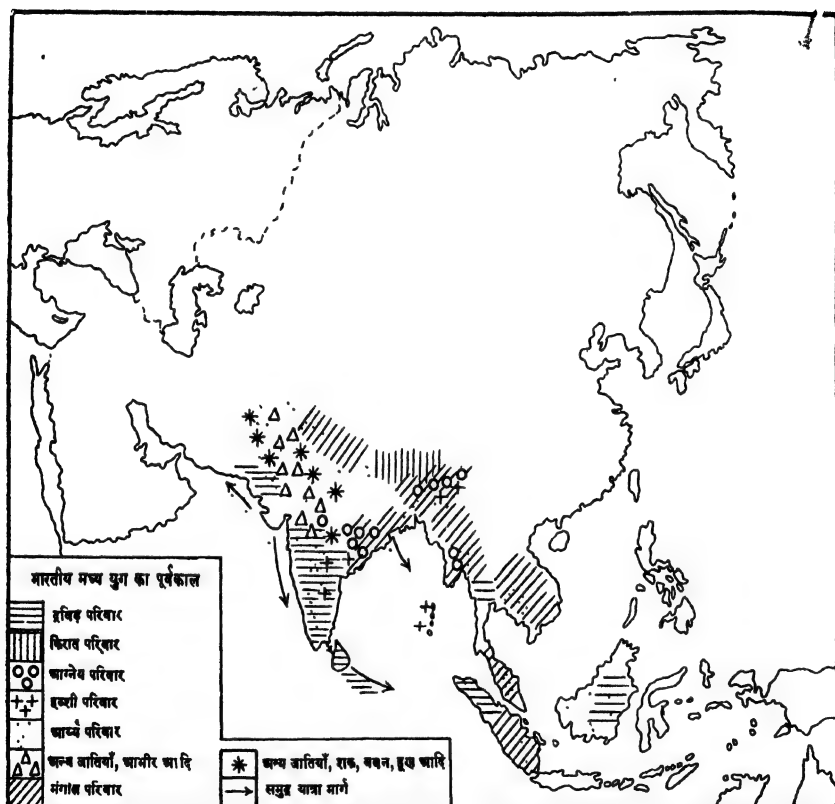 भारतीय मध्य युग का पूर्वकाल
द्रविड़ परिवार
किरात परिवार
आग्नेय परिवार
हब्शी परिवार
आर्य्य परिवार
अन्य जातियाँ, आभीर आदि
मंगोल परिवार
अन्य जातियाँ, शक, यवन, हूण आदि
समुद्र यात्रा मार्ग